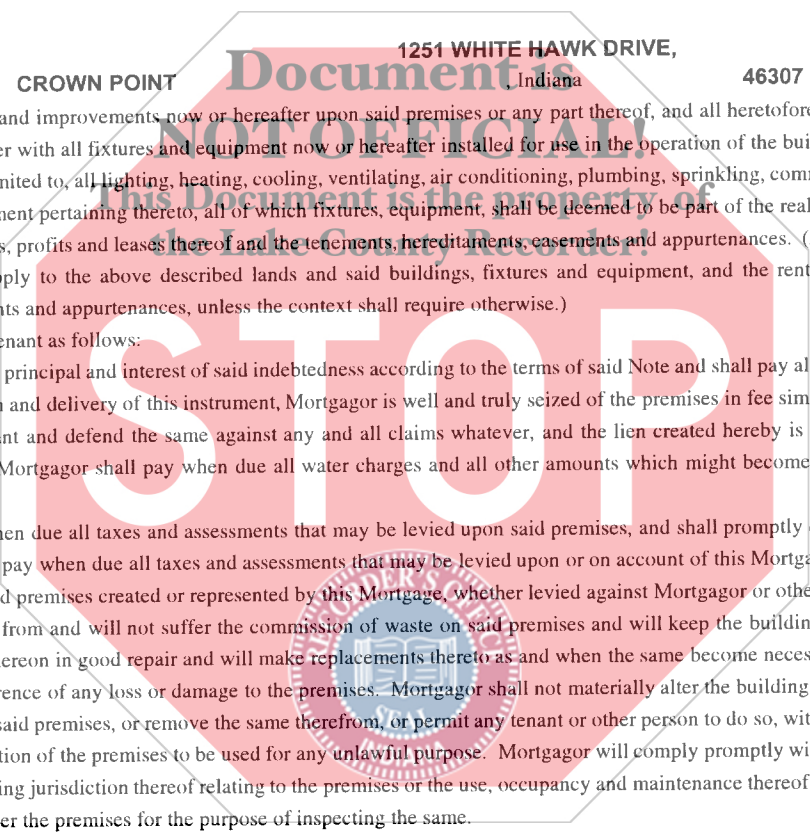 1251 WHITE HAWK DRIVE,
CROWN POINT , Indiana 46307
Document is
and improvements now or hereafter upon said premises or any part thereof, and all heretofore
NOT OFFICIAL!
er with all fixtures and equipment now or hereafter installed for use in the operation of the bui
nited to, all lighting, heating, cooling, ventilating, air conditioning, plumbing, sprinkling, com
This Document is the property of
nent pertaining thereto, all of which fixtures, equipment, shall be deemed to be part of the real
the Lake County Recorder!
s, profits and leases thereof and the tenements, hereditaments, easements and appurtenances. (
ply to the above described lands and said buildings, fixtures and equipment, and the rent
nts and appurtenances, unless the context shall require otherwise.)
enant as follows:
STOP
principal and interest of said indebtedness according to the terms of said Note and shall pay al
n and delivery of this instrument, Mortgagor is well and truly seized of the premises in fee sim
nt and defend the same against any and all claims whatever, and the lien created hereby is
Mortgagor shall pay when due all water charges and all other amounts which might become
hen due all taxes and assessments that may be levied upon said premises, and shall promptly
pay when due all taxes and assessments that may be levied upon or on account of this Mortga
d premises created or represented by this Mortgage, whether levied against Mortgagor or othe
from and will not suffer the commission of waste on said premises and will keep the buildin
ereon in good repair and will make replacements thereto as and when the same become neces
rence of any loss or damage to the premises. Mortgagor shall not materially alter the building
said premises, or remove the same therefrom, or permit any tenant or other person to do so, wit
tion of the premises to be used for any unlawful purpose. Mortgagor will comply promptly wi
ing jurisdiction thereof relating to the premises or the use, occupancy and maintenance thereof
er the premises for the purpose of inspecting the same.
RECORDER'S OFFICE
SEAL